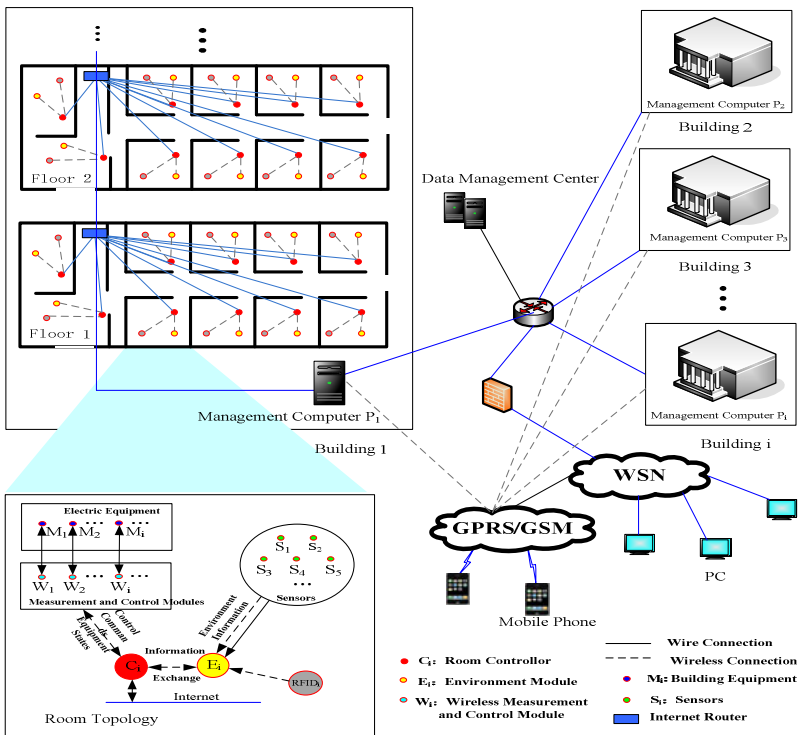 Floor 2
Floor 1
Management Computer P1
Building 1
Management Computer P2
Building 2
Data Management Center
Management Computer P3
Building 3
Management Computer Pi
Building i
WSN
GPRS/GSM
PC
Mobile Phone
Electric Equipment
M1 M2 ••• Mi •••
W1 W2 ••• Wi •••
Measurement and Control Modules
S1 S2
S3 S4 S5
...
Sensors
Control
Comman
ds
Equipment
States
Environment
Information
Information
Exchange
Ci
Ei
RFIDi
Internet
Room Topology
Ci: Room Controllor
Ei: Environment Module
Wi: Wireless Measurement
and Control Module
Wire Connection
Wireless Connection
Mi: Building Equipment
Si: Sensors
Internet Router